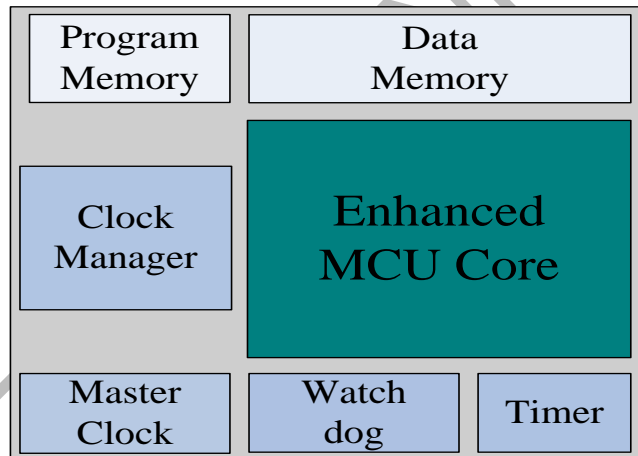 Program
Memory
Data
Memory
Clock
Manager
Enhanced
MCU Core
Master
Clock
Watch
dog
Timer